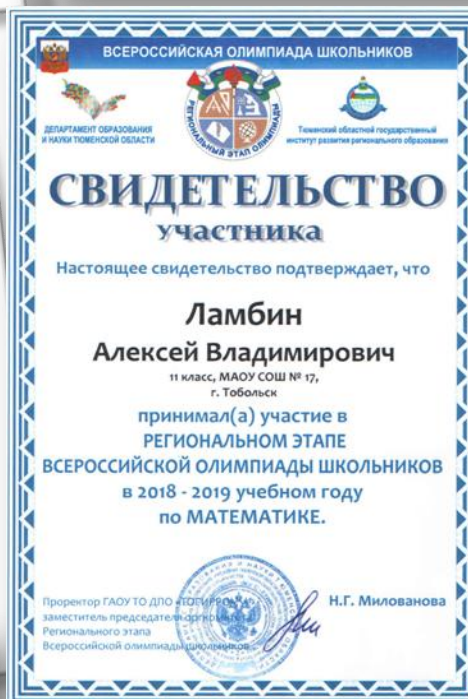 ВСЕРОССИЙСКАЯ ОЛИМПИАДА ШКОЛЬНИКОВ
РЕГИОНАЛЬНЫЙ ЭТАП ОЛИМПИАДЫ
ДЕПАРТАМЕНТ ОБРАЗОВАНИЯ
И НАУКИ ТЮМЕНСКОЙ ОБЛАСТИ
Тюменский областной государственный
институт развития регионального образования
СВИДЕТЕЛЬСТВО
участника
Настоящее свидетельство подтверждает, что
Ламбин
Алексей Владимирович
11 класс, МАОУ СОШ № 17,
г. Тобольск
принимал(а) участие в
РЕГИОНАЛЬНОМ ЭТАПЕ
ВСЕРОССИЙСКОЙ ОЛИМПИАДЫ ШКОЛЬНИКОВ
в 2018 - 2019 учебном году
по МАТЕМАТИКЕ.
Проректор ГАОУ ТО ДПО «ТОГИРРО»,
заместитель председателя оргкомитета
Регионального этапа
Всероссийской олимпиады школьников
Н.Г. Милованова